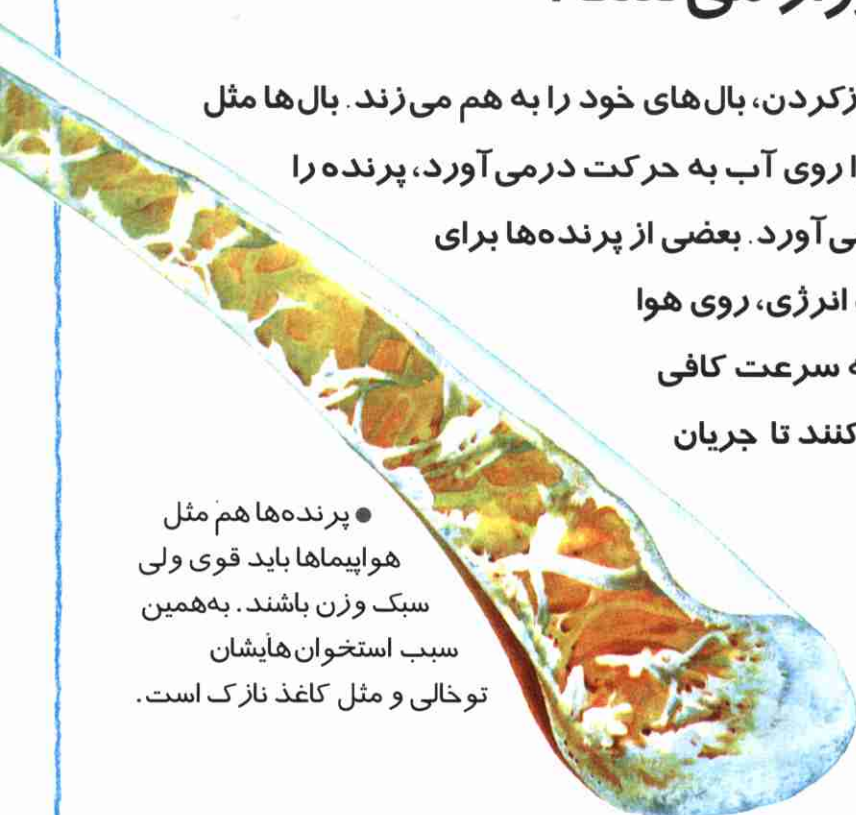 زکردن، بال‌های خود را به هم می‌زند. بال‌ها مثل
روی آب به حرکت درمی‌آورد، پرنده را
آورد. بعضی از پرنده‌ها برای
انرژی، روی هوا
سرعت کافی
کنند تا جریان
● پرنده‌ها هم مثل
هواپیماها باید قوی ولی
سبک وزن باشند. به‌همین
سبب استخوان‌هایشان
توخالی و مثل کاغذ نازک است.